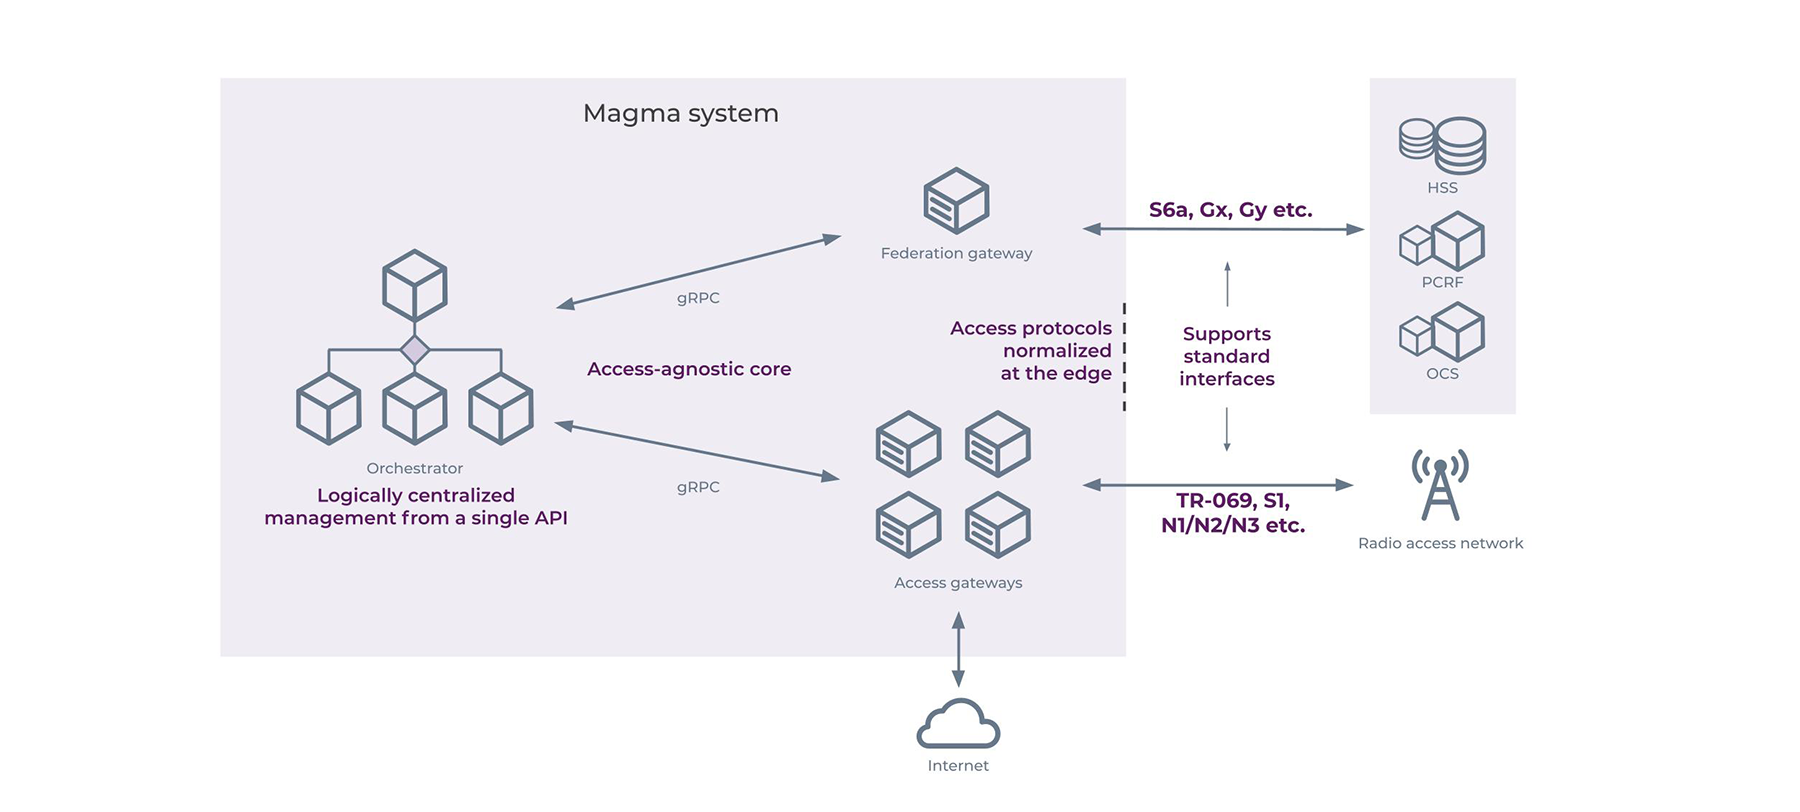 Magma system
HSS
S6a, Gx, Gy etc.
Federation gateway
PCRF
gRPC
Access protocols
normalized
at the edge
Supports
standard
interfaces
Access-agnostic core
OCS
Orchestrator
Logically centralized
management from a single API
gRPC
TR-069, S1,
N1/N2/N3 etc.
Radio access network
Access gateways
Internet